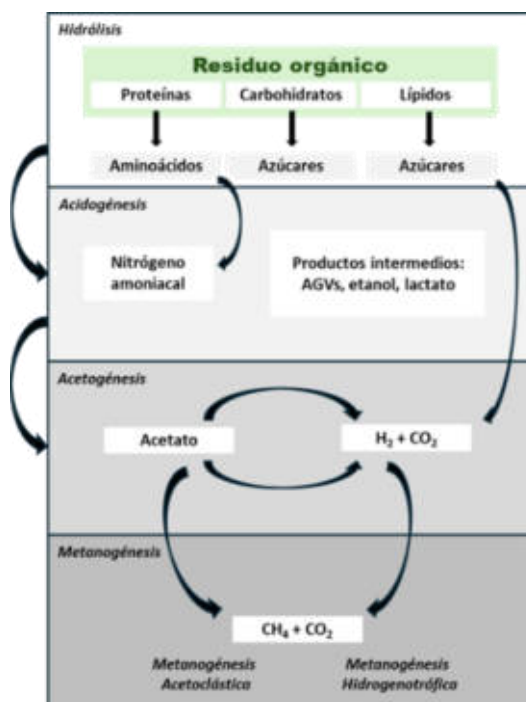 Hidrólisis
Residuo orgánico
Proteínas Carbohidratos Lípidos
Aminoácidos Azúcares Azúcares
Acidogénesis
Nitrógeno
amoniacal
Productos intermedios:
AGVs, etanol, lactato
Acetogénesis
Acetato H₂ + CO₂
Metanogénesis
CH₄ + CO₂
Metanogénesis
Acetoclástica
Metanogénesis
Hidrogenotráfica